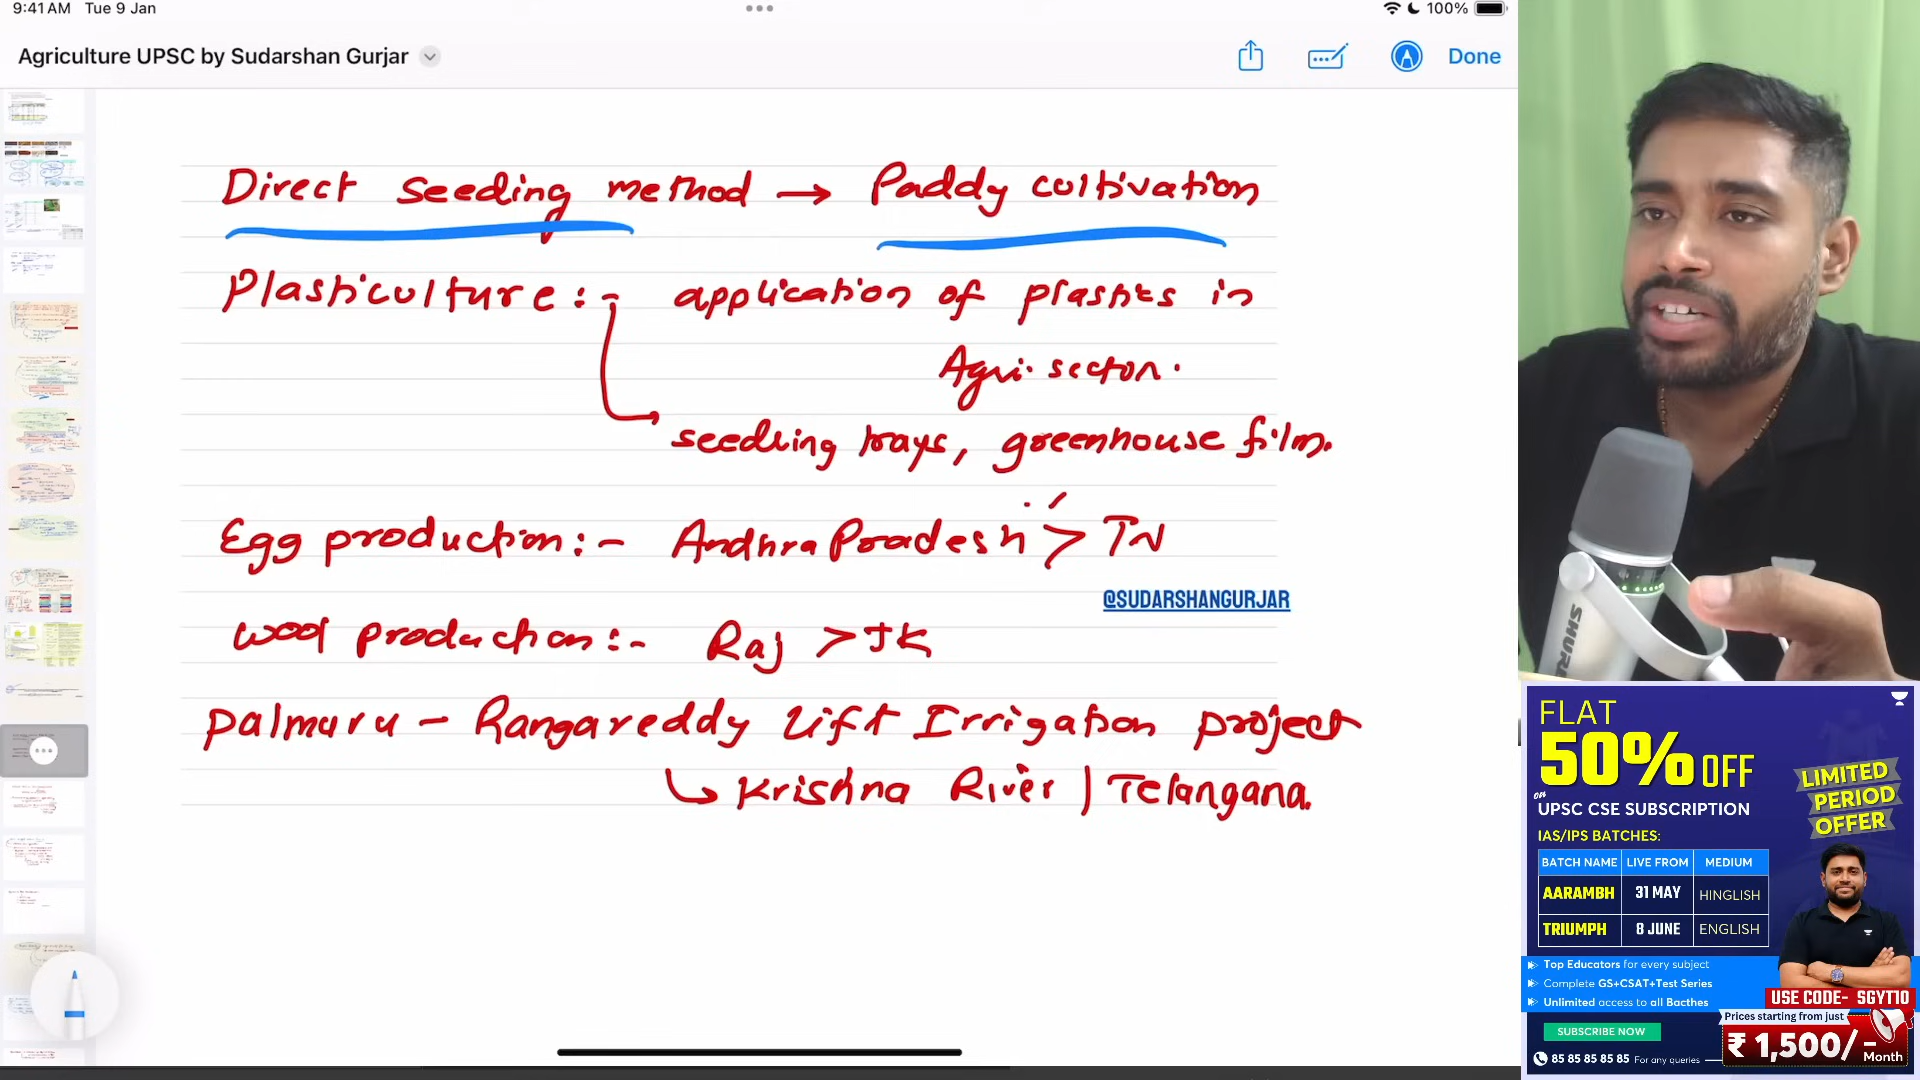 9:41 AM Tue 9 Jan
100%
Agriculture UPSC by Sudarshan Gurjar
Done
Direct seeding method → Paddy cultivation
Plasticulture:- application of plastics in
Agri. sector.
seedling trays, greenhouse film.
Egg production:- Andhra Pradesh > TN
@SUDARSHANGURJAR
wool production:- Raj > JK
Palmuru - Rangareddy Lift Irrigation project
Krishna River | Telangana.
SHURE
FLAT
50% OFF
on
UPSC CSE SUBSCRIPTION
LIMITED
PERIOD
OFFER
IAS/IPS BATCHES:
BATCH NAME LIVE FROM MEDIUM
AARAMBH 31 MAY HINGLISH
TRIUMPH 8 JUNE ENGLISH
Top Educators for every subject
Complete GS+CSAT+Test Series
Unlimited access to all Bacthes
USE CODE- SGYT10
Prices starting from just
SUBSCRIBE NOW
₹ 1,500/- Month
85 85 85 85 85 For any queries